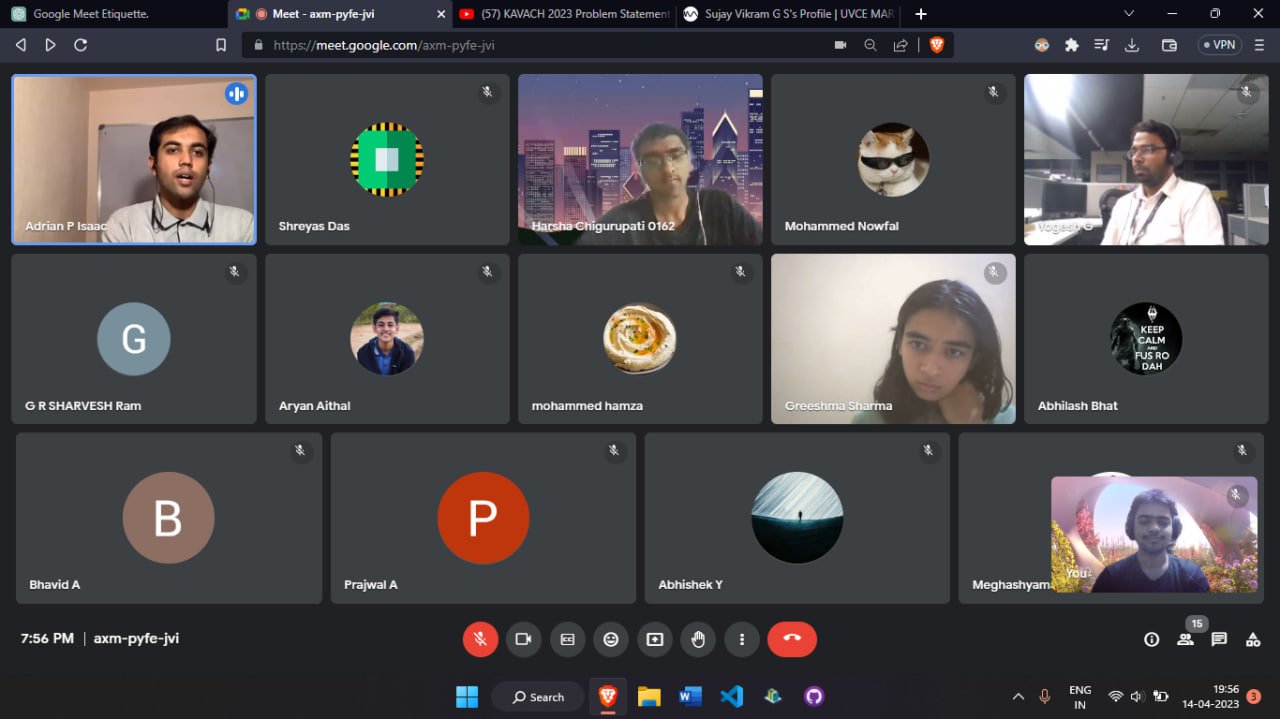 Google Meet Etiquette.
Meet - axm-pyfe-jvi
(57) KAVACH 2023 Problem Statement
Sujay Vikram G S's Profile | UVCE MAR
https://meet.google.com/axm-pyfe-jvi
VPN
Adrian P Isaac
Shreyas Das
Harsha Chigurupati 0162
Mohammed Nowfal
Yogesh G
G
G R SHARVESH Ram
Aryan Aithal
mohammed hamza
Greeshma Sharma
KEEP
CALM
AND
FUS RO
DAH
Abhilash Bhat
B
Bhavid A
P
Prajwal A
Abhishek Y
Meghashyam
You
7:56 PM | axm-pyfe-jvi
15
Search
ENG
IN
19:56
14-04-2023
3